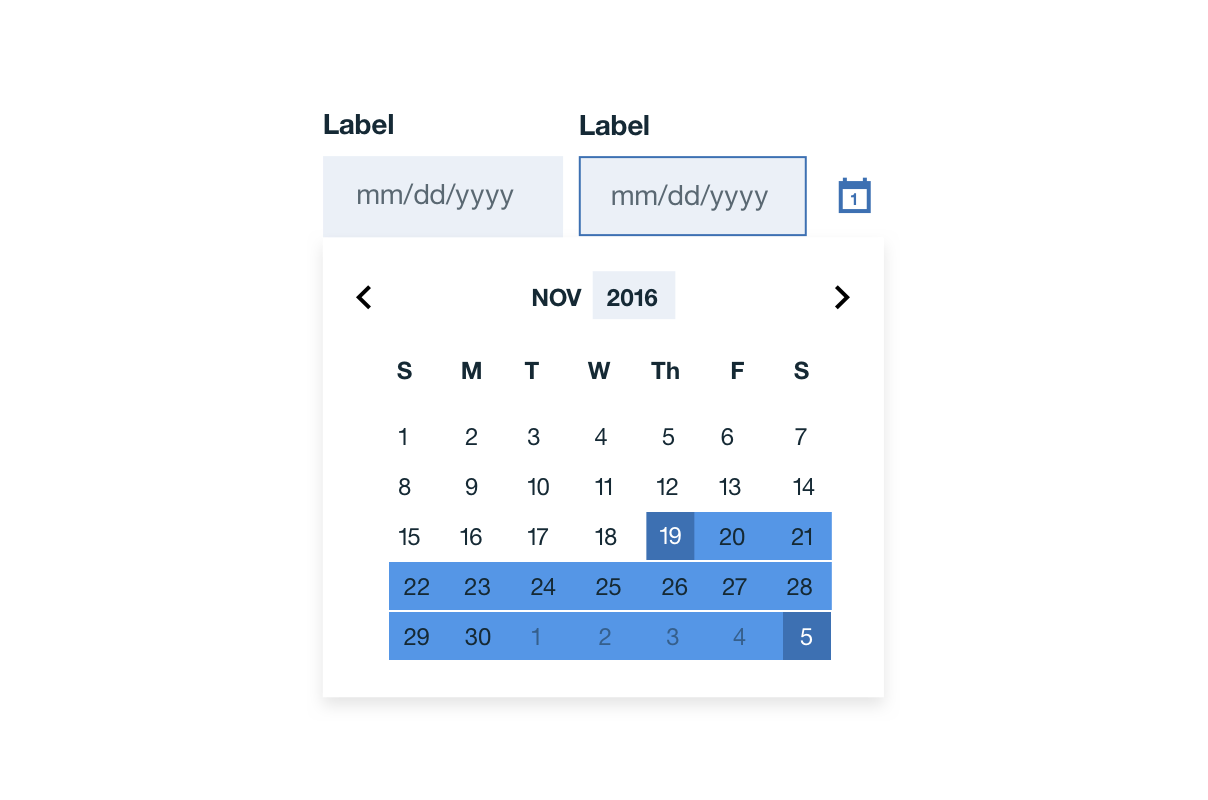 Label Label
mm/dd/yyyy mm/dd/yyyy 1
NOV 2016
S M T W Th F S
1 2 3 4 5 6 7
8 9 10 11 12 13 14
15 16 17 18 19 20 21
22 23 24 25 26 27 28
29 30 1 2 3 4 5